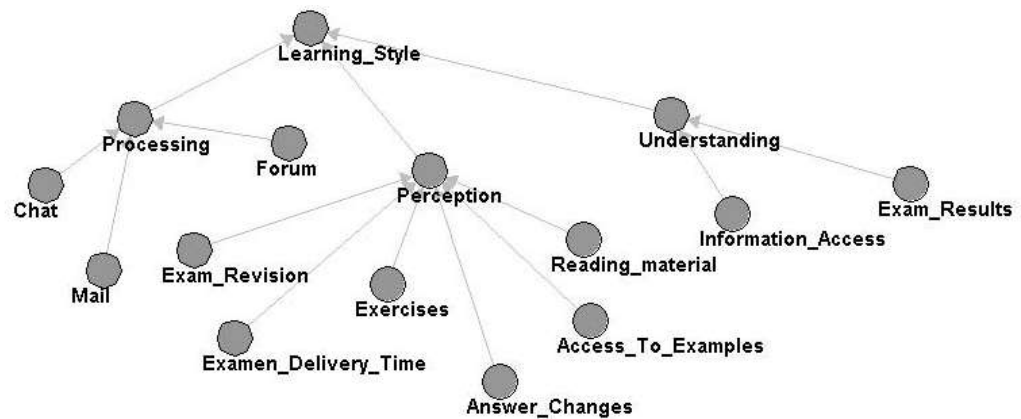 Learning_Style
Processing
Understanding
Forum
Perception
Chat
Exam_Results
Information_Access
Reading_material
Exam_Revision
Mail
Exercises
Access_To_Examples
Examen_Delivery_Time
Answer_Changes